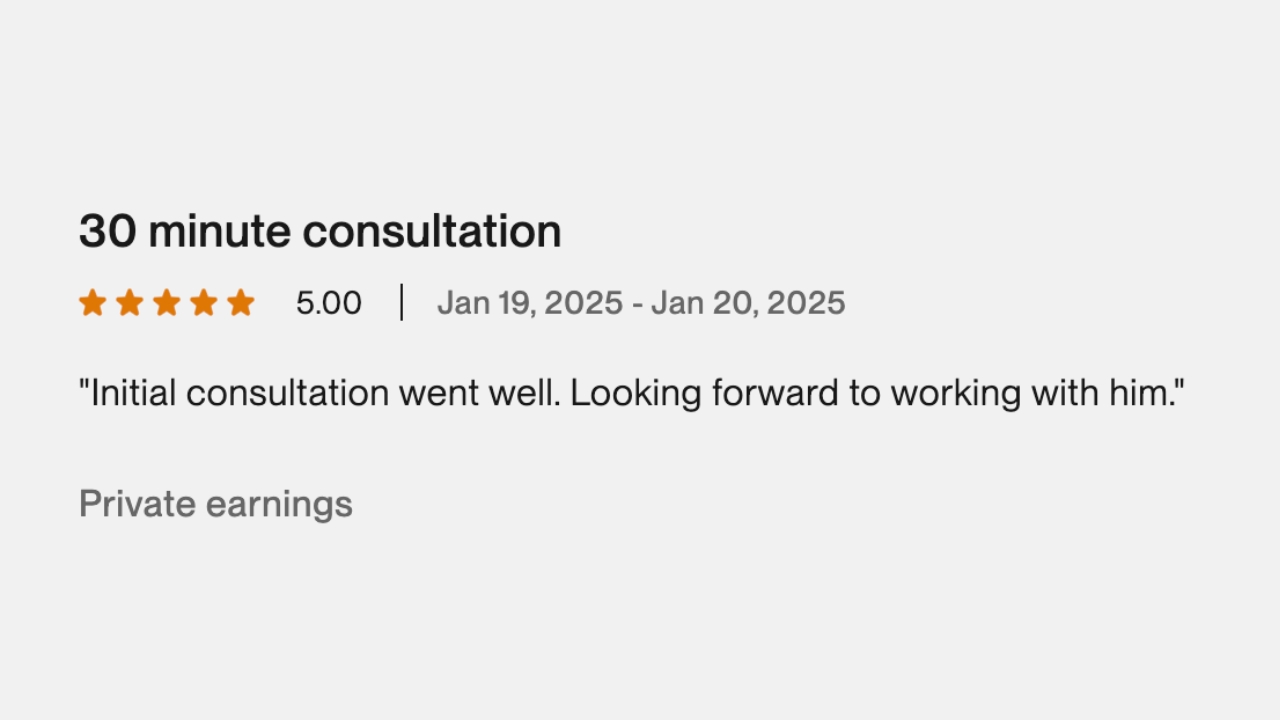 30 minute consultation
5.00 | Jan 19, 2025 - Jan 20, 2025
"Initial consultation went well. Looking forward to working with him."
Private earnings